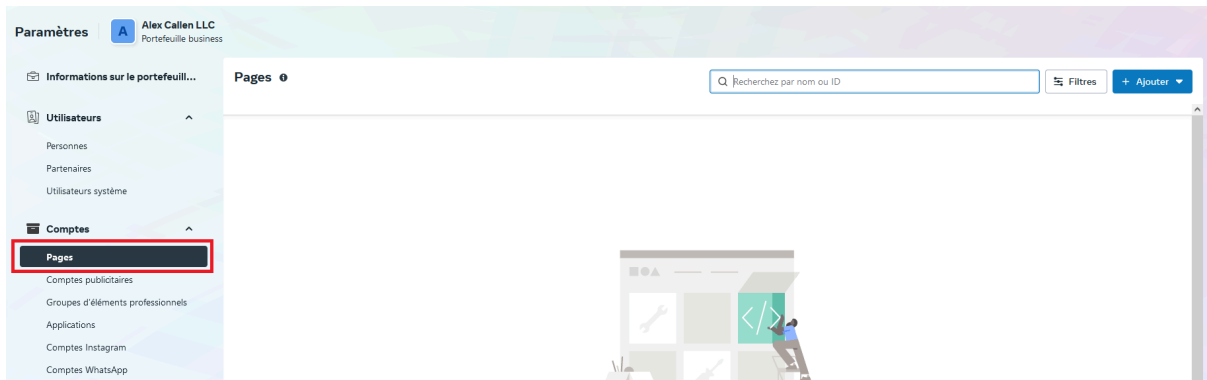 Paramètres
A
Alex Callen LLC
Portefeuille business
Informations sur le portefeuill...
Utilisateurs
Personnes
Partenaires
Utilisateurs système
Comptes
Pages
Comptes publicitaires
Groupes d'éléments professionnels
Applications
Comptes Instagram
Comptes WhatsApp
Pages
Recherchez par nom ou ID
Filtres
+ Ajouter
</>